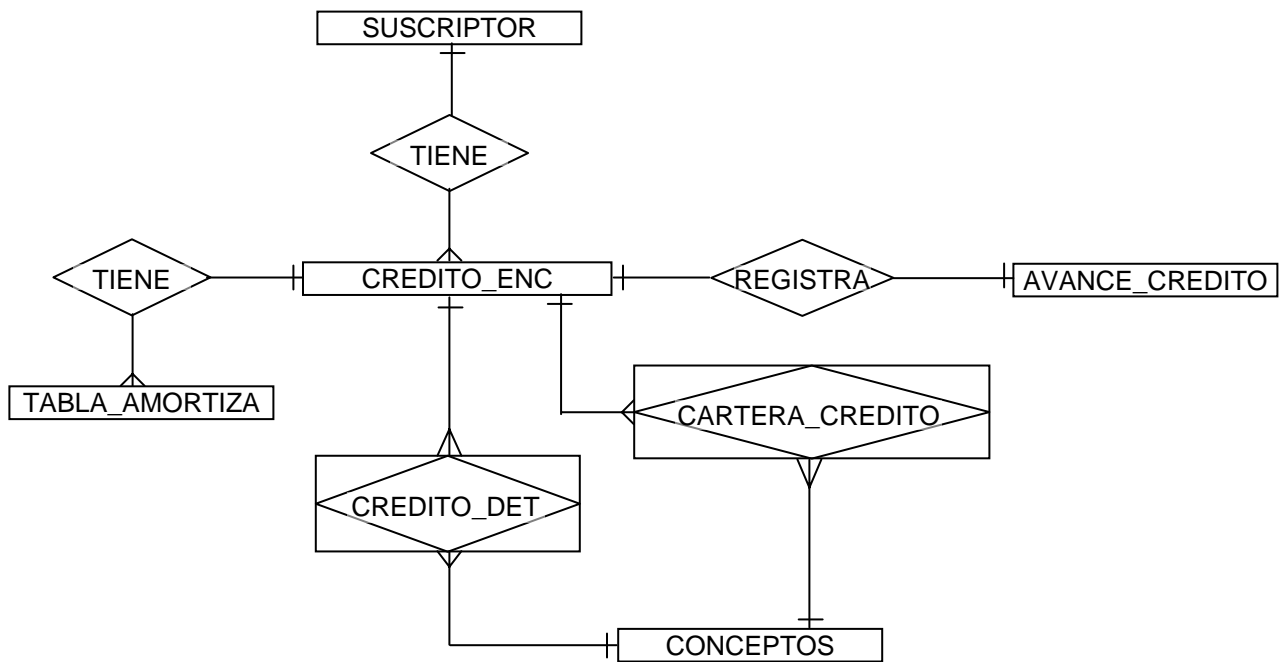 SUSCRIPTOR
TIENE
TIENE
CREDITO_ENC
REGISTRA
AVANCE_CREDITO
TABLA_AMORTIZA
CARTERA_CREDITO
CREDITO_DET
CONCEPTOS